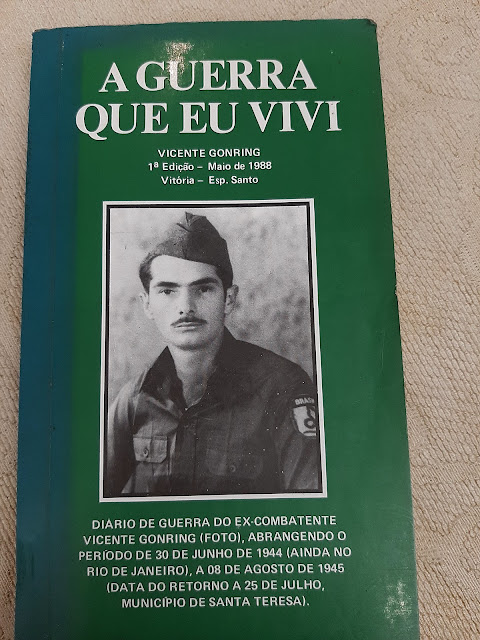 A GUERRA
QUE EU VIVI
VICENTE GONRING
1ª Edição – Maio de 1988
Vitória – Esp. Santo
BRASIL
DIÁRIO DE GUERRA DO EX-COMBATENTE
VICENTE GONRING (FOTO), ABRANGENDO O
PERÍODO DE 30 DE JUNHO DE 1944 (AINDA NO
RIO DE JANEIRO), A 08 DE AGOSTO DE 1945
(DATA DO RETORNO A 25 DE JULHO,
MUNICÍPIO DE SANTA TERESA).